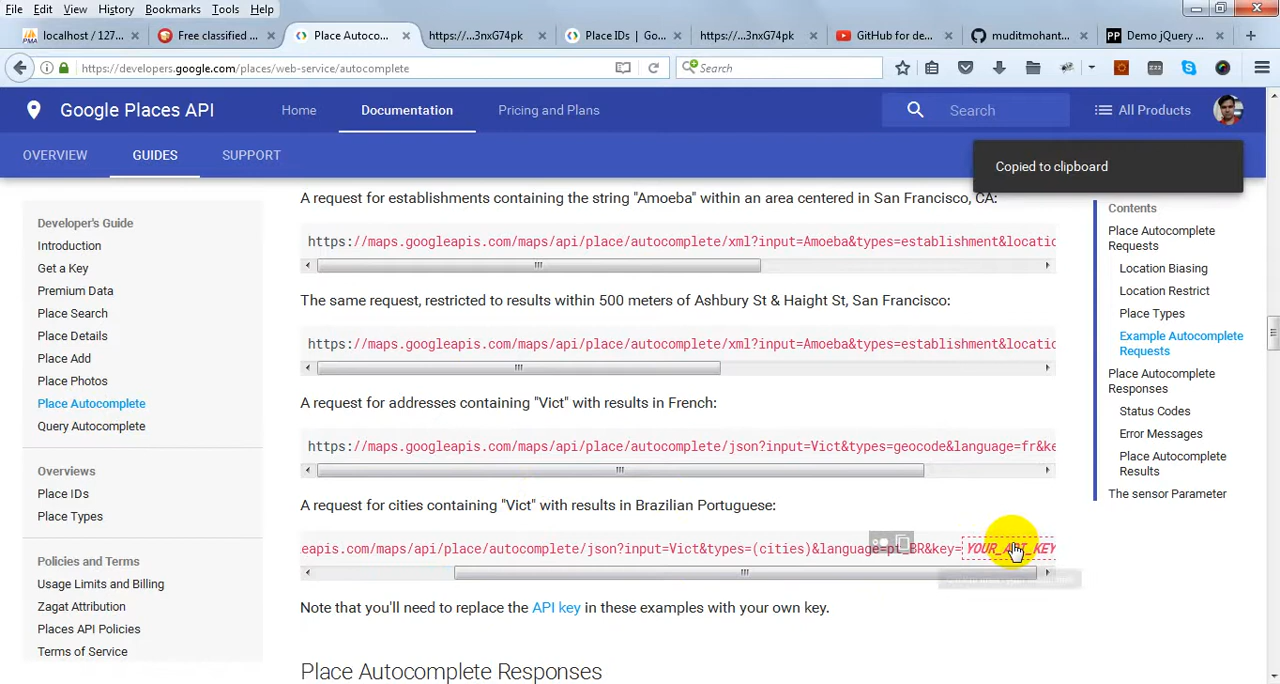 File Edit View History Bookmarks Tools Help
localhost / 127...
Free classified ...
Place Autoco...
https://...3nxG74pk
Place IDs | Go...
https://...3nxG74pk
GitHub for de...
muditmohant...
Demo jQuery ...
https://developers.google.com/places/web-service/autocomplete
Search
Google Places API
Home
Documentation
Pricing and Plans
Search
All Products
OVERVIEW
GUIDES
SUPPORT
Copied to clipboard
Developer's Guide
Introduction
Get a Key
Premium Data
Place Search
Place Details
Place Add
Place Photos
Place Autocomplete
Query Autocomplete
Overviews
Place IDs
Place Types
Policies and Terms
Usage Limits and Billing
Zagat Attribution
Places API Policies
Terms of Service
A request for establishments containing the string "Amoeba" within an area centered in San Francisco, CA:
https://maps.googleapis.com/maps/api/place/autocomplete/xml?input=Amoeba&types=establishment&locatio
The same request, restricted to results within 500 meters of Ashbury St & Haight St, San Francisco:
https://maps.googleapis.com/maps/api/place/autocomplete/xml?input=Amoeba&types=establishment&locatio
A request for addresses containing "Vict" with results in French:
https://maps.googleapis.com/maps/api/place/autocomplete/json?input=Vict&types=geocode&language=fr&ke
A request for cities containing "Vict" with results in Brazilian Portuguese:
eapis.com/maps/api/place/autocomplete/json?input=Vict&types=(cities)&language=pt_BR&key=YOUR_API_KEY
Note that you'll need to replace the API key in these examples with your own key.
Place Autocomplete Responses
Contents
Place Autocomplete
Requests
Location Biasing
Location Restrict
Place Types
Example Autocomplete
Requests
Place Autocomplete
Responses
Status Codes
Error Messages
Place Autocomplete
Results
The sensor Parameter